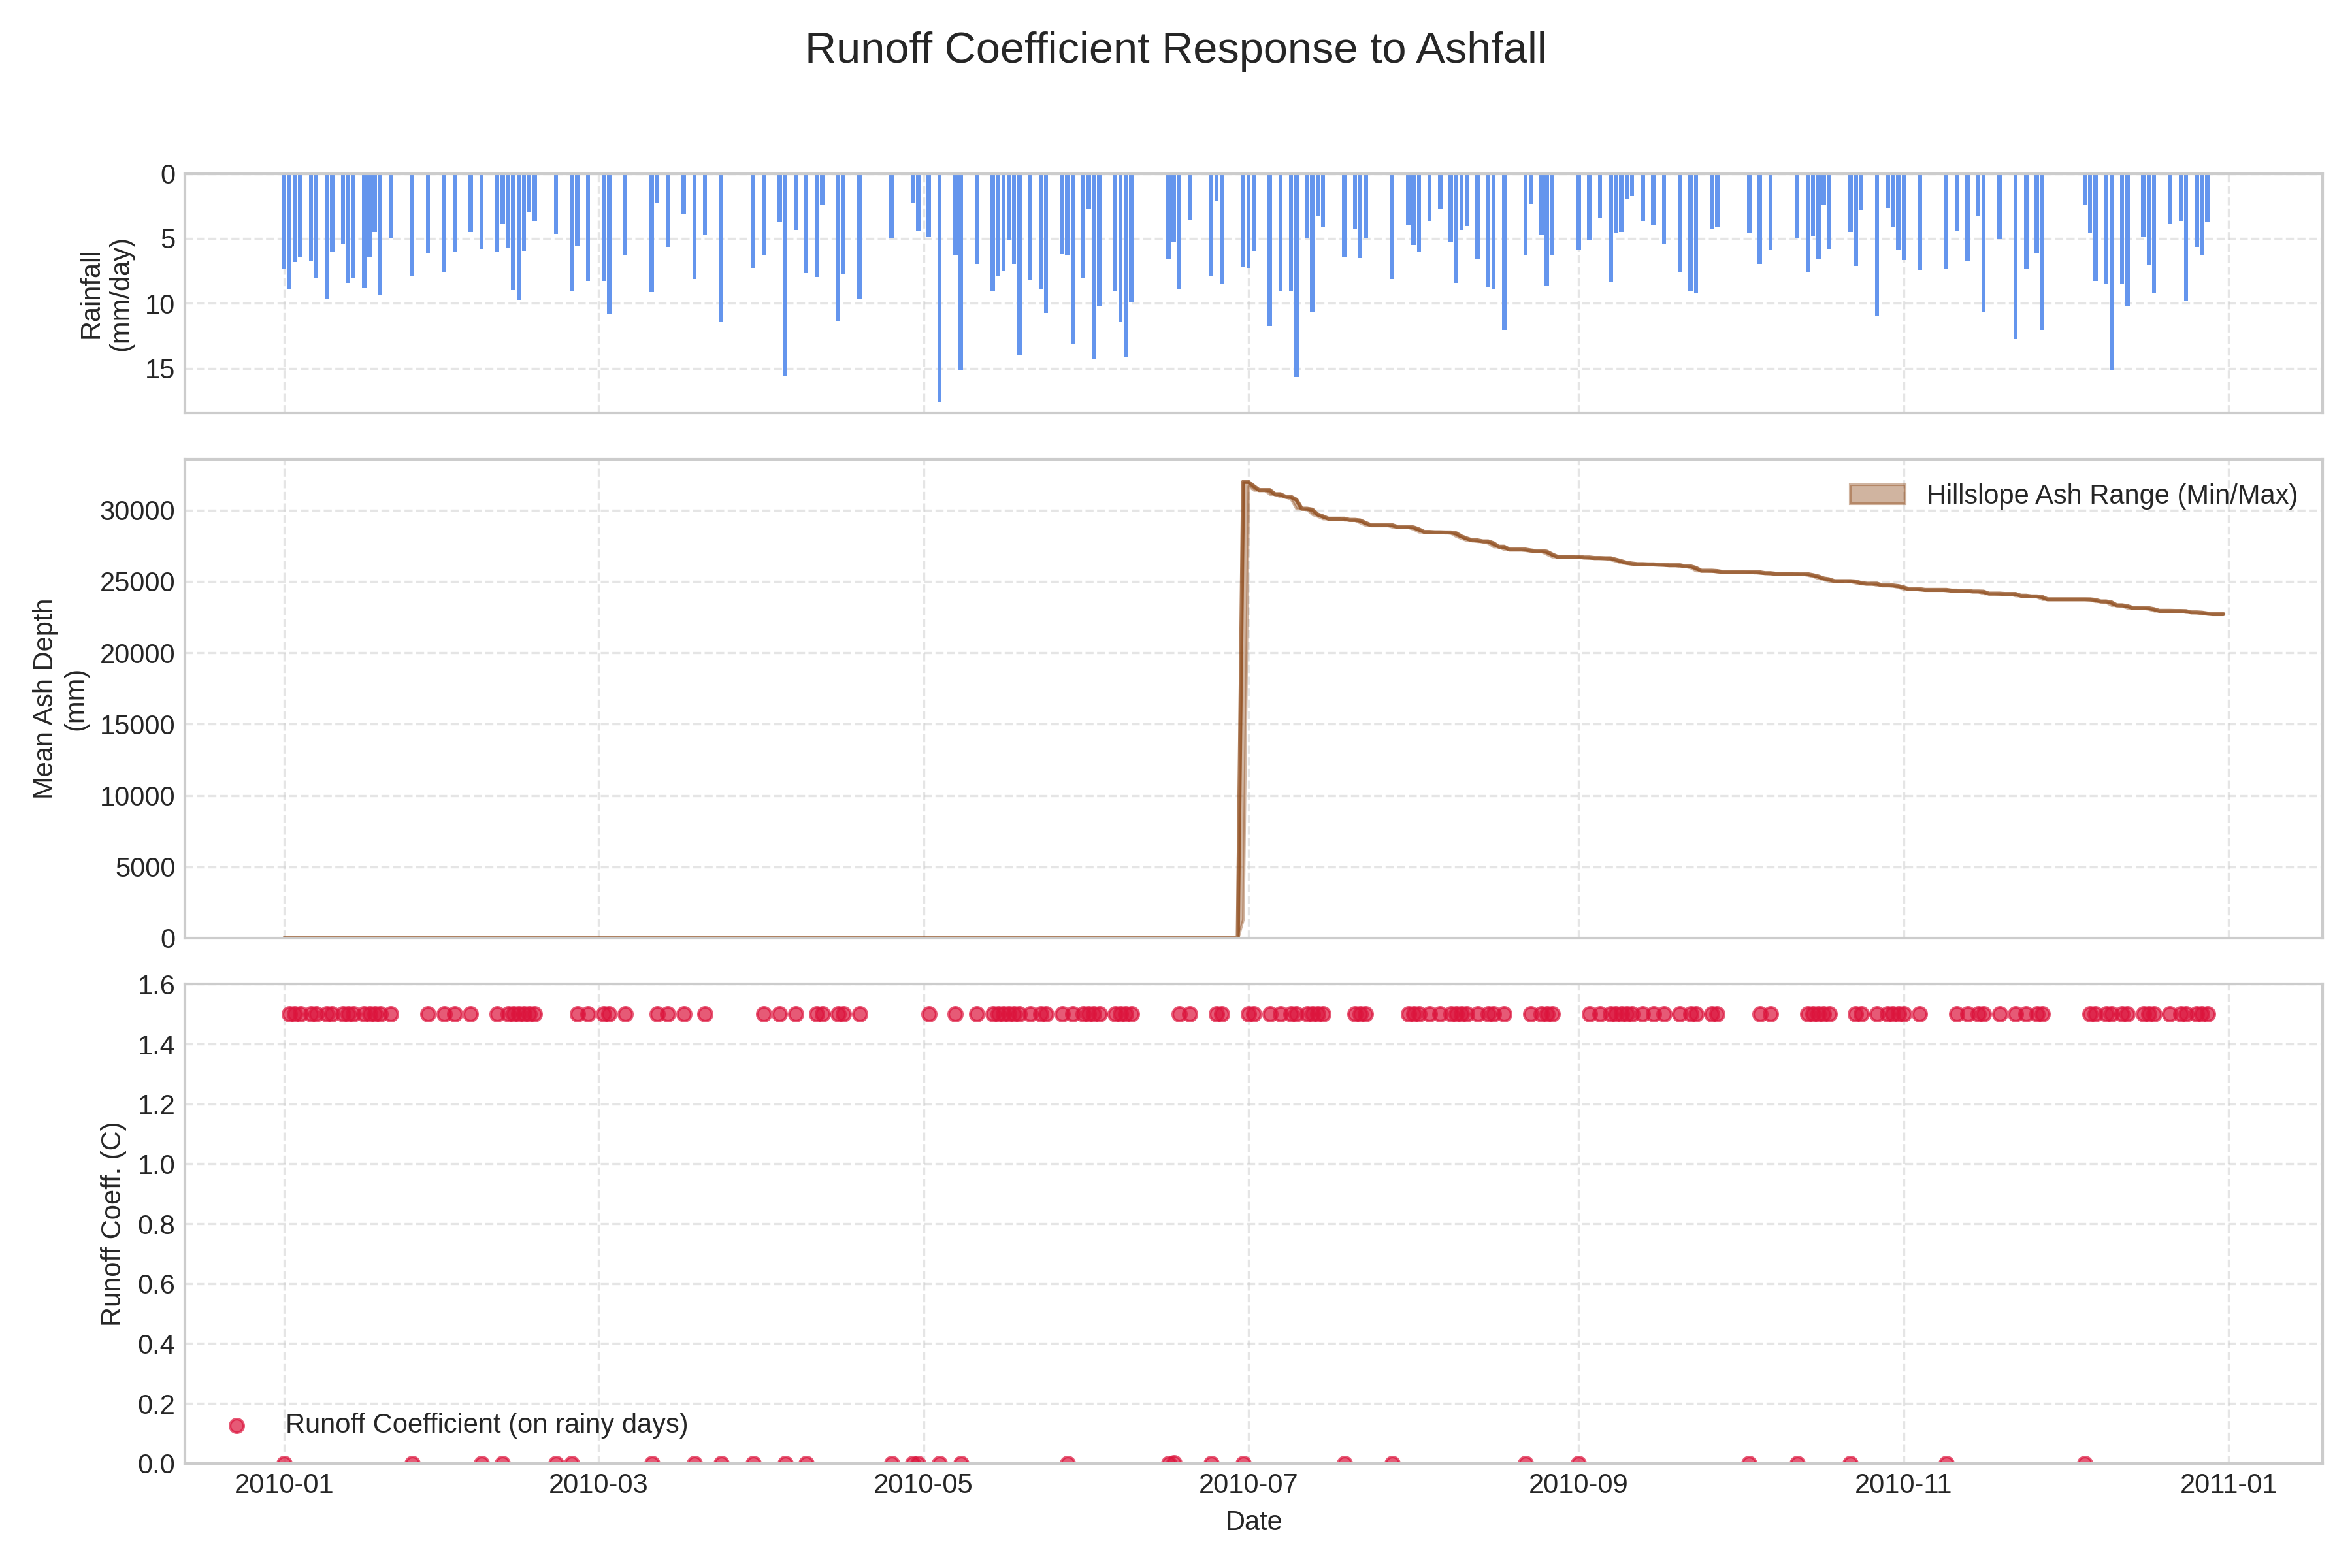 Runoff Coefficient Response to Ashfall
Rainfall
(mm/day)
0
5
10
15
Mean Ash Depth
(mm)
30000
25000
20000
15000
10000
5000
0
Hillslope Ash Range (Min/Max)
Runoff Coeff. (C)
1.6
1.4
1.2
1.0
0.8
0.6
0.4
0.2
0.0
Runoff Coefficient (on rainy days)
2010-01 2010-03 2010-05 2010-07 2010-09 2010-11 2011-01
Date